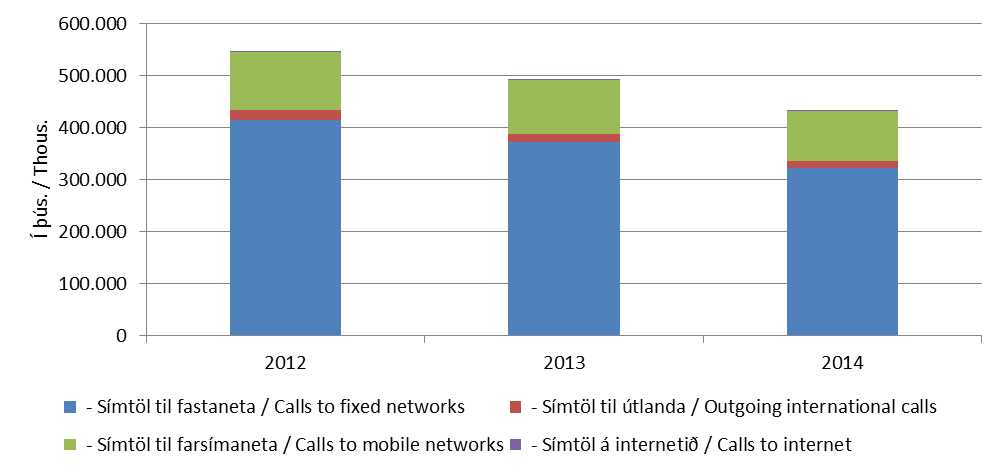 600.000
500.000
400.000
300.000
200.000
100.000
0
Í þús. / Thous.
2012 2013 2014
- Símtöl til fastaneta / Calls to fixed networks
- Símtöl til útlanda / Outgoing international calls
- Símtöl til farsímaneta / Calls to mobile networks
- Símtöl á internetið / Calls to internet